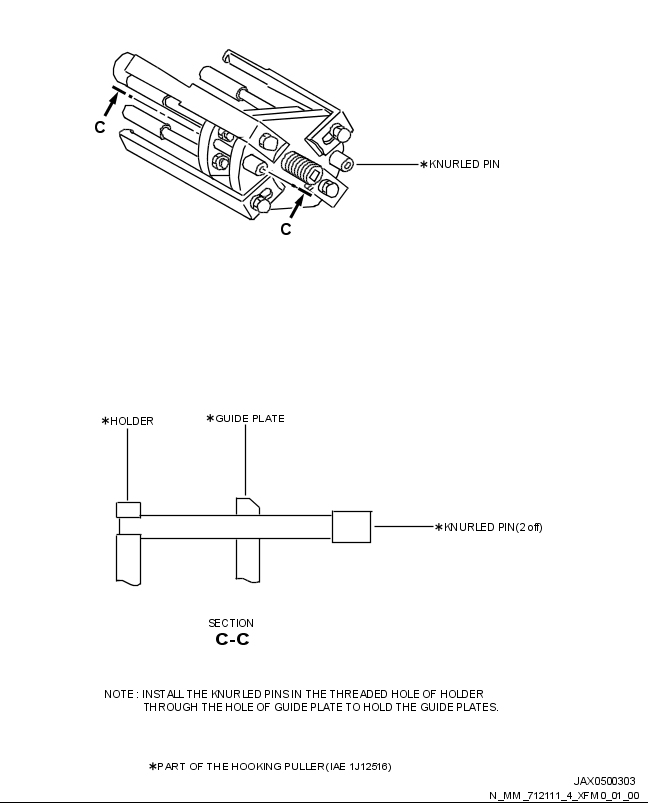 C
∗KNURLED PIN
C
∗HOLDER
∗GUIDE PLATE
∗KNURLED PIN(2 off)
SECTION
C-C
NOTE : INSTALL THE KNURLED PINS IN THE THREADED HOLE OF HOLDER
THROUGH THE HOLE OF GUIDE PLATE TO HOLD THE GUIDE PLATES.
∗PART OF THE HOOKING PULLER(IAE 1J12516)
JAX0500303
N_MM_712111_4_XFM0_01_00